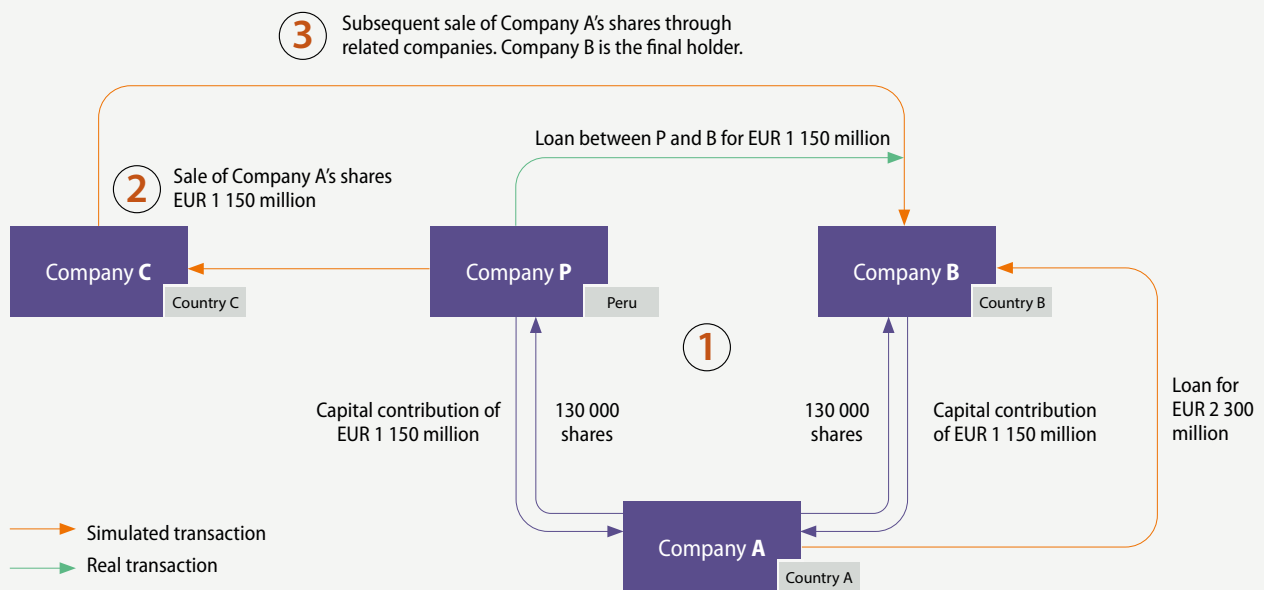 3
Subsequent sale of Company A’s shares through
related companies. Company B is the final holder.
Loan between P and B for EUR 1 150 million
2
Sale of Company A’s shares
EUR 1 150 million
Company C
Country C
Company P
Peru
Company B
Country B
1
Capital contribution of
EUR 1 150 million
130 000
shares
130 000
shares
Capital contribution
of EUR 1 150 million
Loan for
EUR 2 300
million
Company A
Country A
Simulated transaction
Real transaction